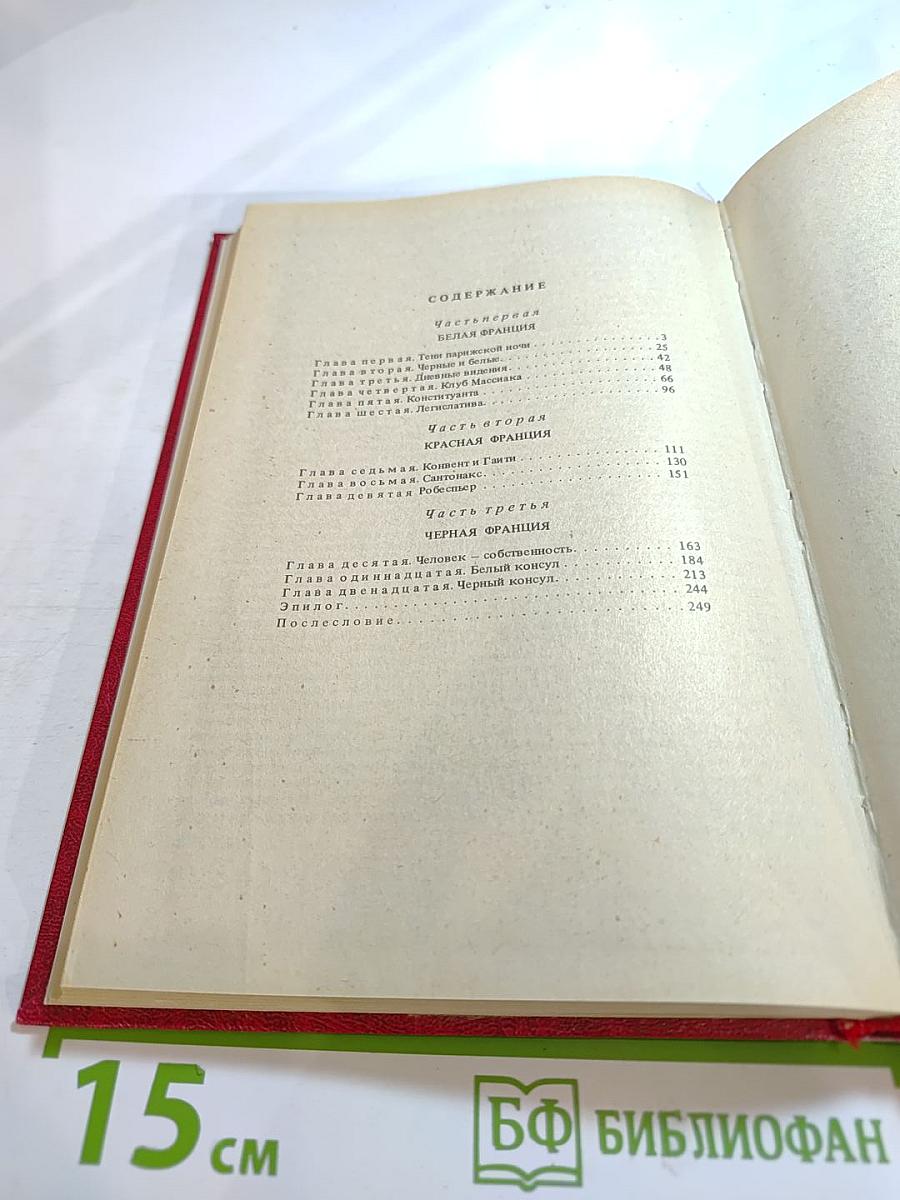 СОДЕРЖАНИЕ
Часть первая
БЕЛАЯ ФРАНЦИЯ
Глава первая. Тени парижской ночи . . . . . . . . . . . . . . 3
Глава вторая. Черные и белые. . . . . . . . . . . . . . . . . 25
Глава третья. Дневные видения. . . . . . . . . . . . . . . . 42
Глава четвертая. Клуб Массиака . . . . . . . . . . . . . . . 48
Глава пятая. Конституанта . . . . . . . . . . . . . . . . . . 66
Глава шестая. Легислатива. . . . . . . . . . . . . . . . . . 96
Часть вторая
КРАСНАЯ ФРАНЦИЯ
Глава седьмая. Конвент и Гаити . . . . . . . . . . . . . . . 111
Глава восьмая. Сантонакс. . . . . . . . . . . . . . . . . . . 130
Глава девятая Робеспьер . . . . . . . . . . . . . . . . . . . 151
Часть третья
ЧЕРНАЯ ФРАНЦИЯ
Глава десятая. Человек — собственность. . . . . . . . . . 163
Глава одиннадцатая. Белый консул . . . . . . . . . . . . 184
Глава двенадцатая. Черный консул. . . . . . . . . . . . . 213
Эпилог. . . . . . . . . . . . . . . . . . . . . . . . . . . . . 244
Послесловие. . . . . . . . . . . . . . . . . . . . . . . . . . 249
15 см
БФ БИБЛИОФАН